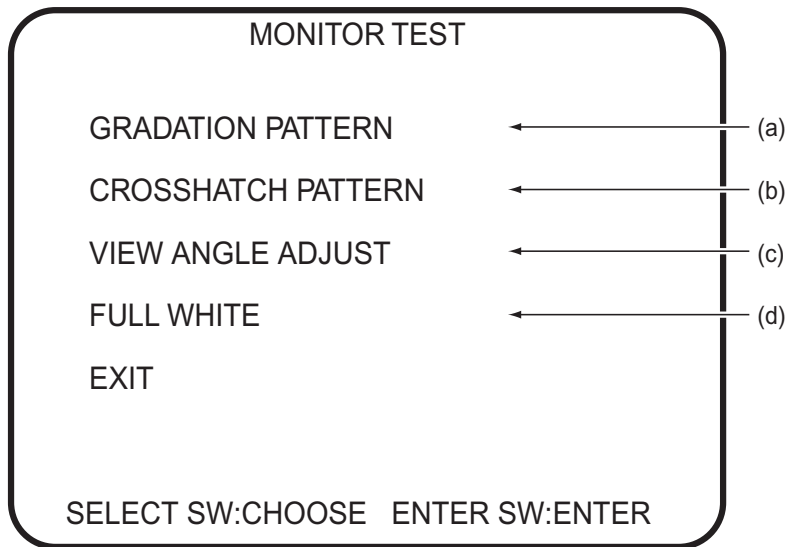 MONITOR TEST
GRADATION PATTERN (a)
CROSSHATCH PATTERN (b)
VIEW ANGLE ADJUST (c)
FULL WHITE (d)
EXIT
SELECT SW:CHOOSE ENTER SW:ENTER